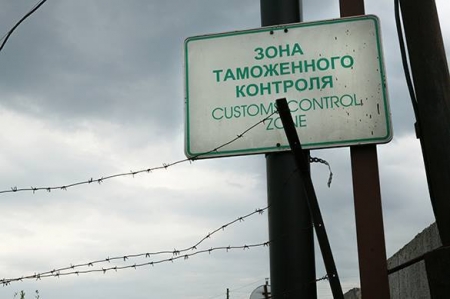 ЗОНА
ТАМОЖЕННОГО
КОНТРОЛЯ
CUSTOMS CONTROL
ZONE